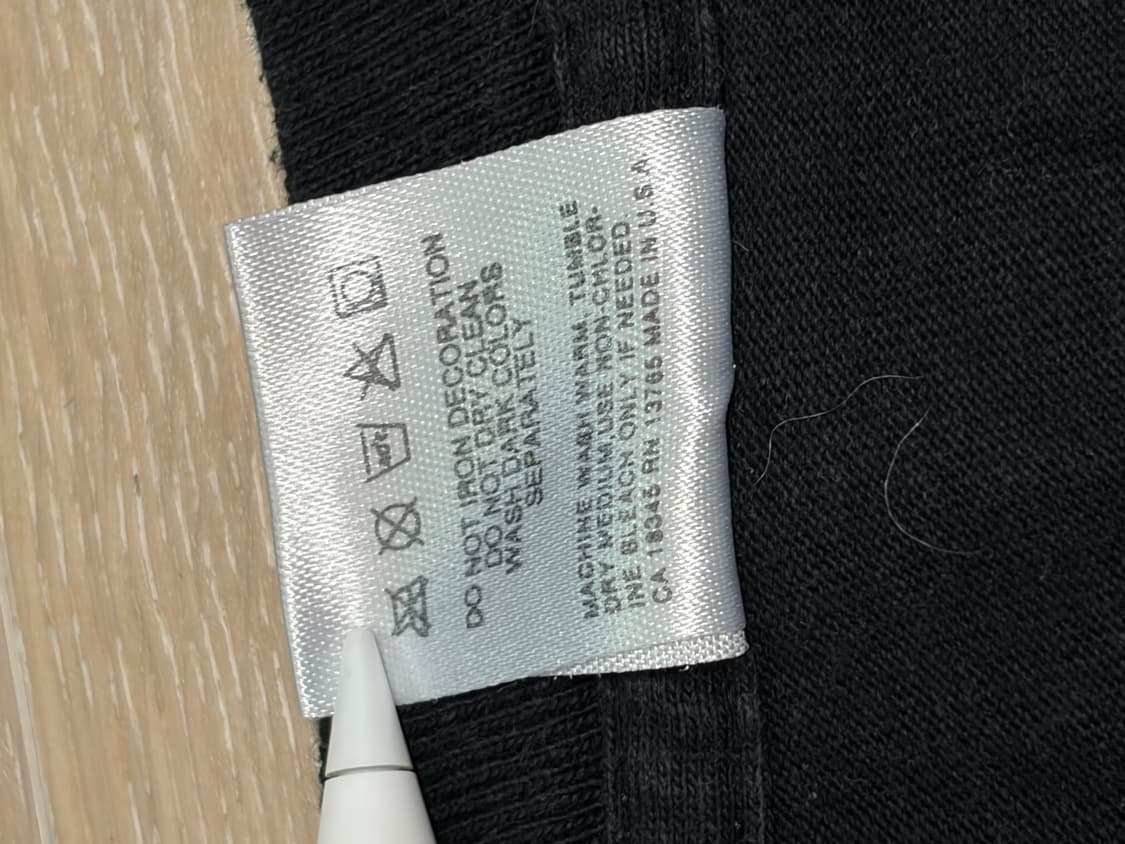 DO NOT IRON DECORATION
DO NOT DRY CLEAN
WASH DARK COLORS
SEPARATELY
MACHINE WASH WARM. TUMBLE
DRY MEDIUM. USE NON-CHLOR-
INE BLEACH ONLY IF NEEDED
CA 18345 RN 13765 MADE IN U.S.A